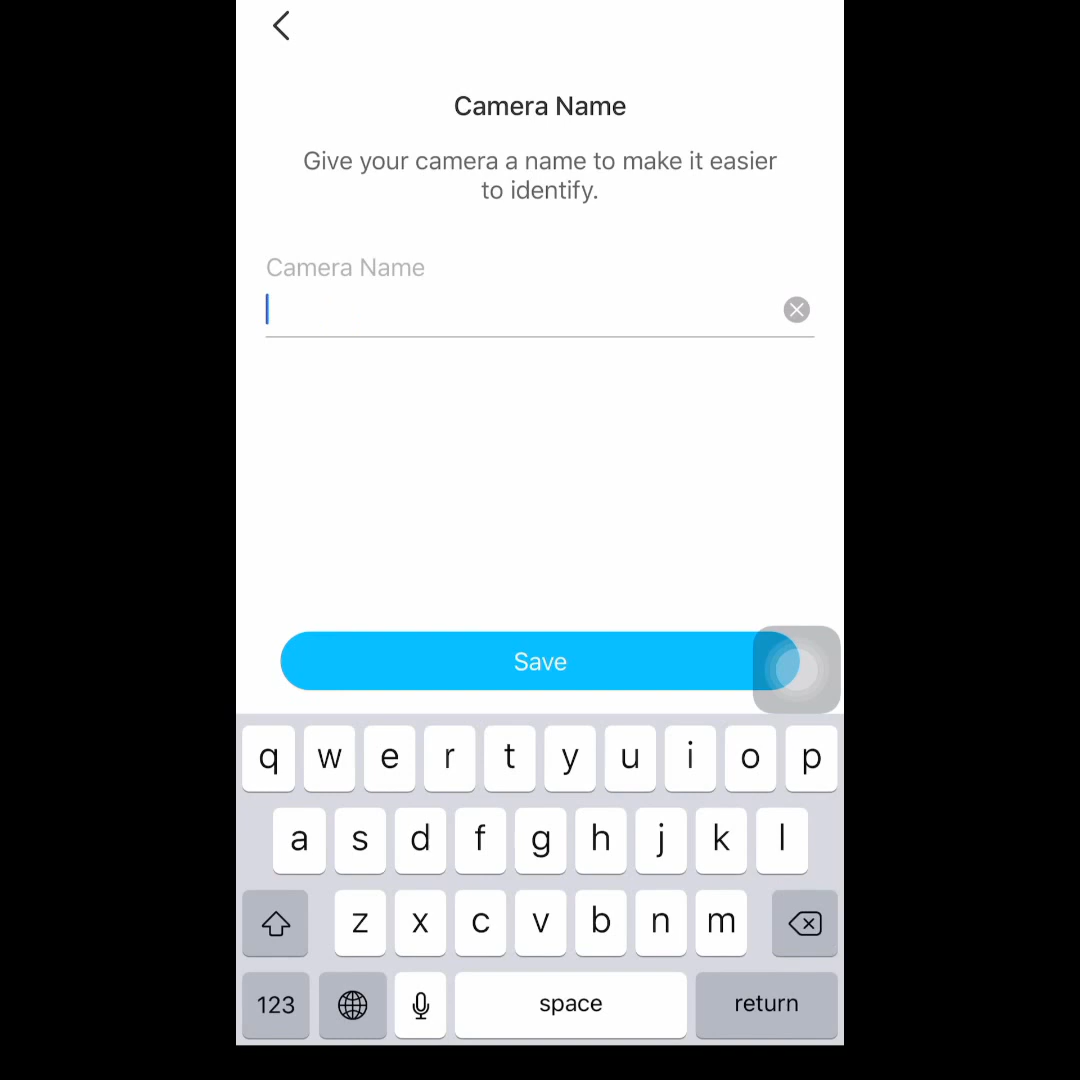 Camera Name
Give your camera a name to make it easier
to identify.
Camera Name
Save
q w e r t y u i o p
a s d f g h j k l
z x c v b n m
123 space return